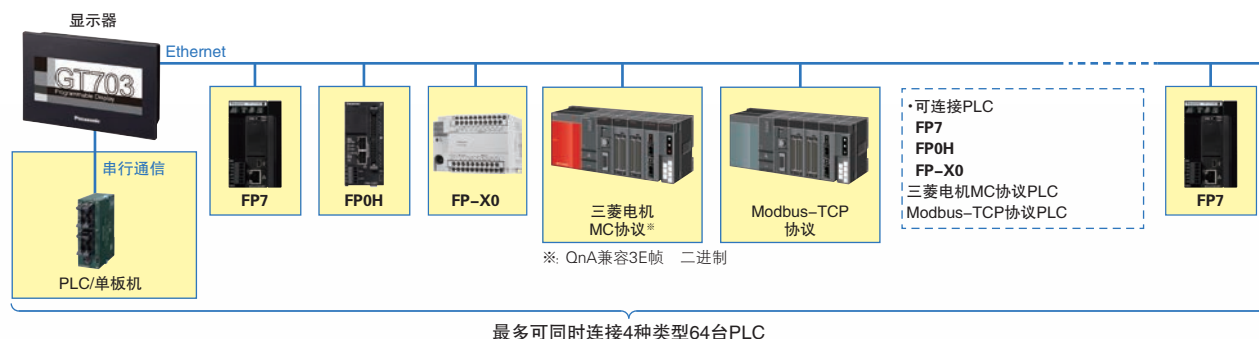 显示器
Ethernet
GT703
Programmable Display
Panasonic
串行通信
PLC/单板机
FP7
FP0H
FP-X0
三菱电机
MC协议※
※: QnA兼容3E帧 二进制
Modbus-TCP
协议
·可连接PLC
FP7
FP0H
FP-X0
三菱电机MC协议PLC
Modbus-TCP协议PLC
FP7
最多可同时连接4种类型64台PLC